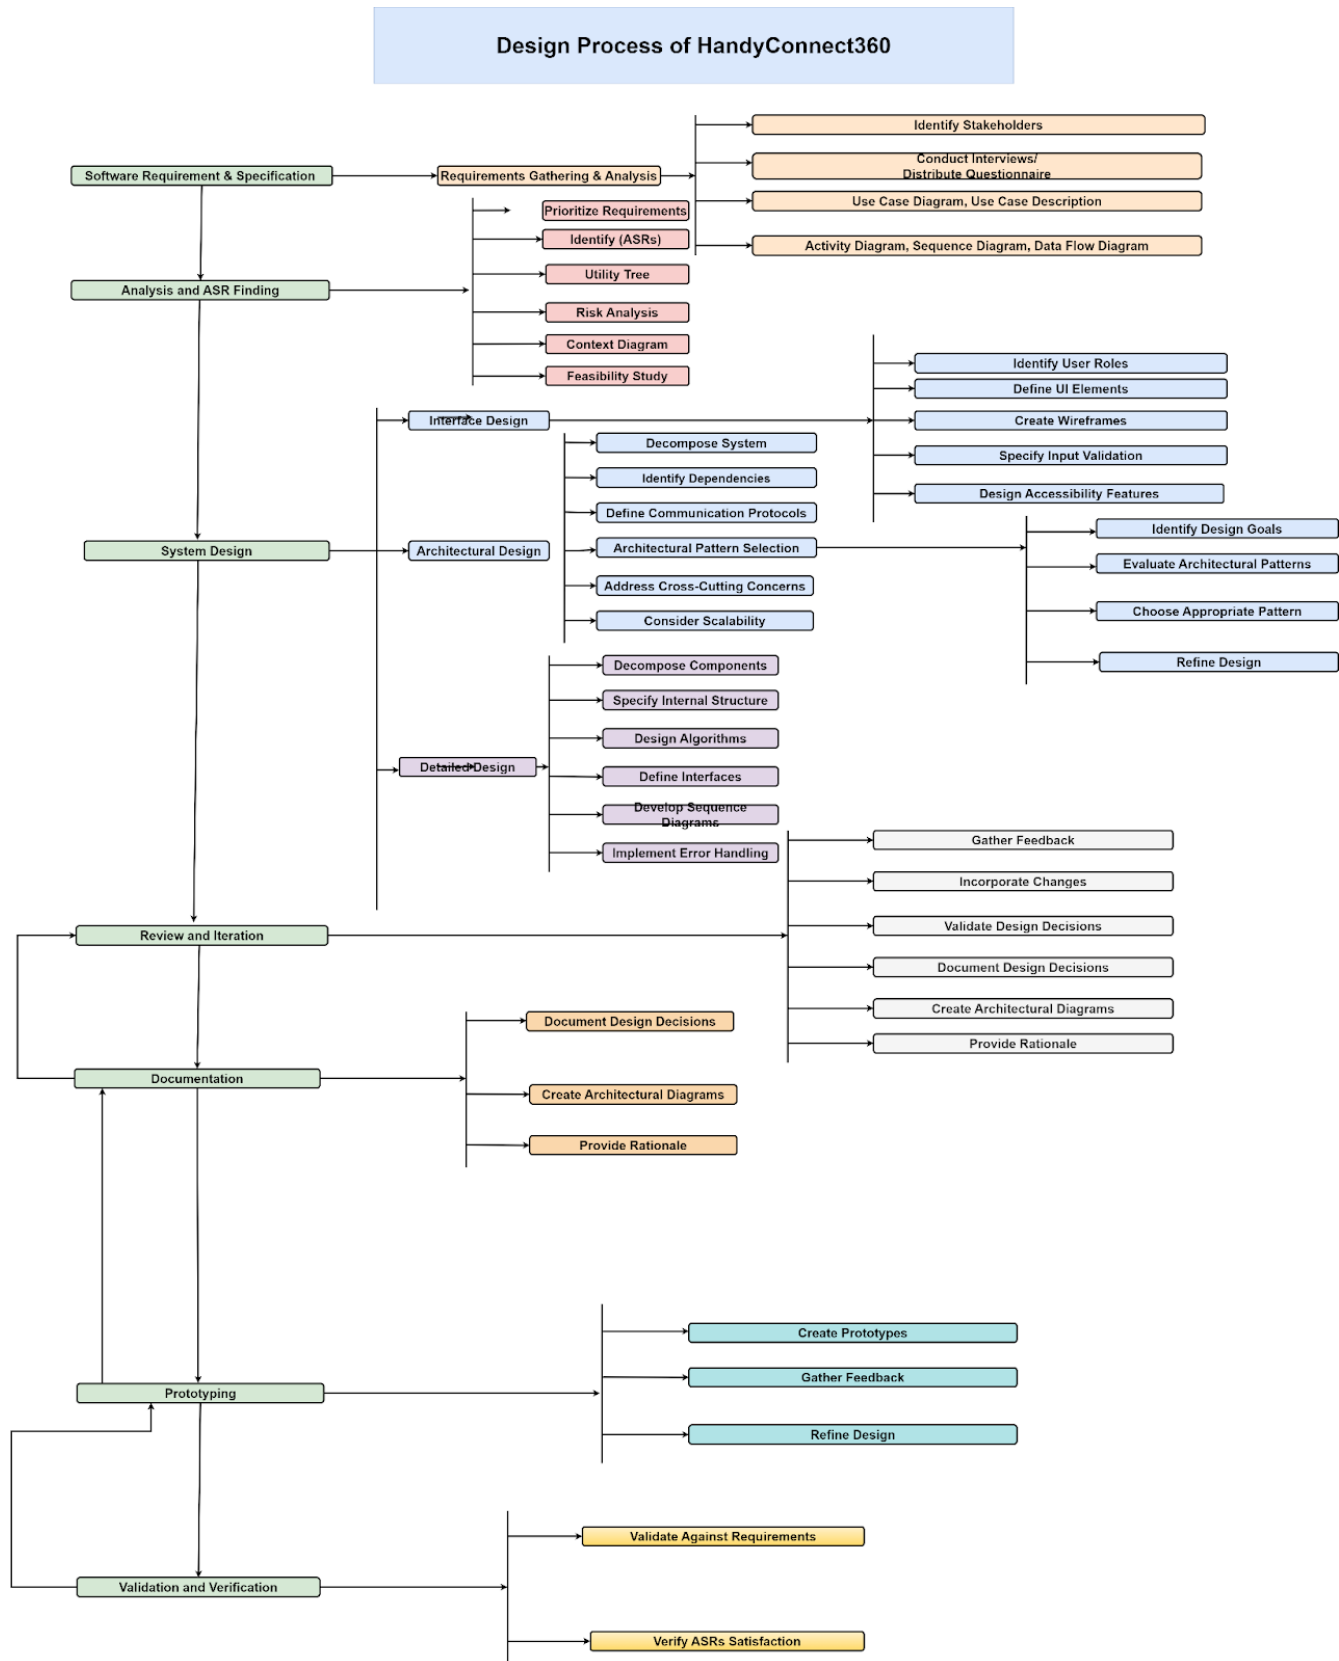 Design Process of HandyConnect360
Software Requirement & Specification
Requirements Gathering & Analysis
Identify Stakeholders
Conduct Interviews/
Distribute Questionnaire
Use Case Diagram, Use Case Description
Activity Diagram, Sequence Diagram, Data Flow Diagram
Analysis and ASR Finding
Prioritize Requirements
Identify (ASRs)
Utility Tree
Risk Analysis
Context Diagram
Feasibility Study
System Design
Interface Design
Identify User Roles
Define UI Elements
Create Wireframes
Specify Input Validation
Design Accessibility Features
Architectural Design
Decompose System
Identify Dependencies
Define Communication Protocols
Architectural Pattern Selection
Address Cross-Cutting Concerns
Consider Scalability
Identify Design Goals
Evaluate Architectural Patterns
Choose Appropriate Pattern
Refine Design
Detailed Design
Decompose Components
Specify Internal Structure
Design Algorithms
Define Interfaces
Develop Sequence
Diagrams
Implement Error Handling
Review and Iteration
Gather Feedback
Incorporate Changes
Validate Design Decisions
Document Design Decisions
Create Architectural Diagrams
Provide Rationale
Documentation
Document Design Decisions
Create Architectural Diagrams
Provide Rationale
Prototyping
Create Prototypes
Gather Feedback
Refine Design
Validation and Verification
Validate Against Requirements
Verify ASRs Satisfaction